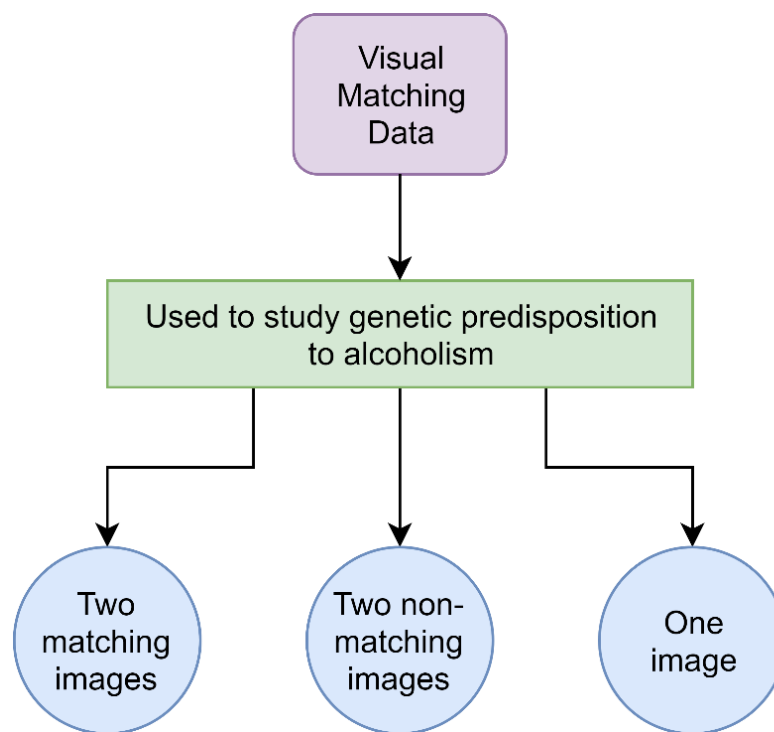 Visual
Matching
Data
Used to study genetic predisposition
to alcoholism
Two
matching
images
Two non-
matching
images
One
image